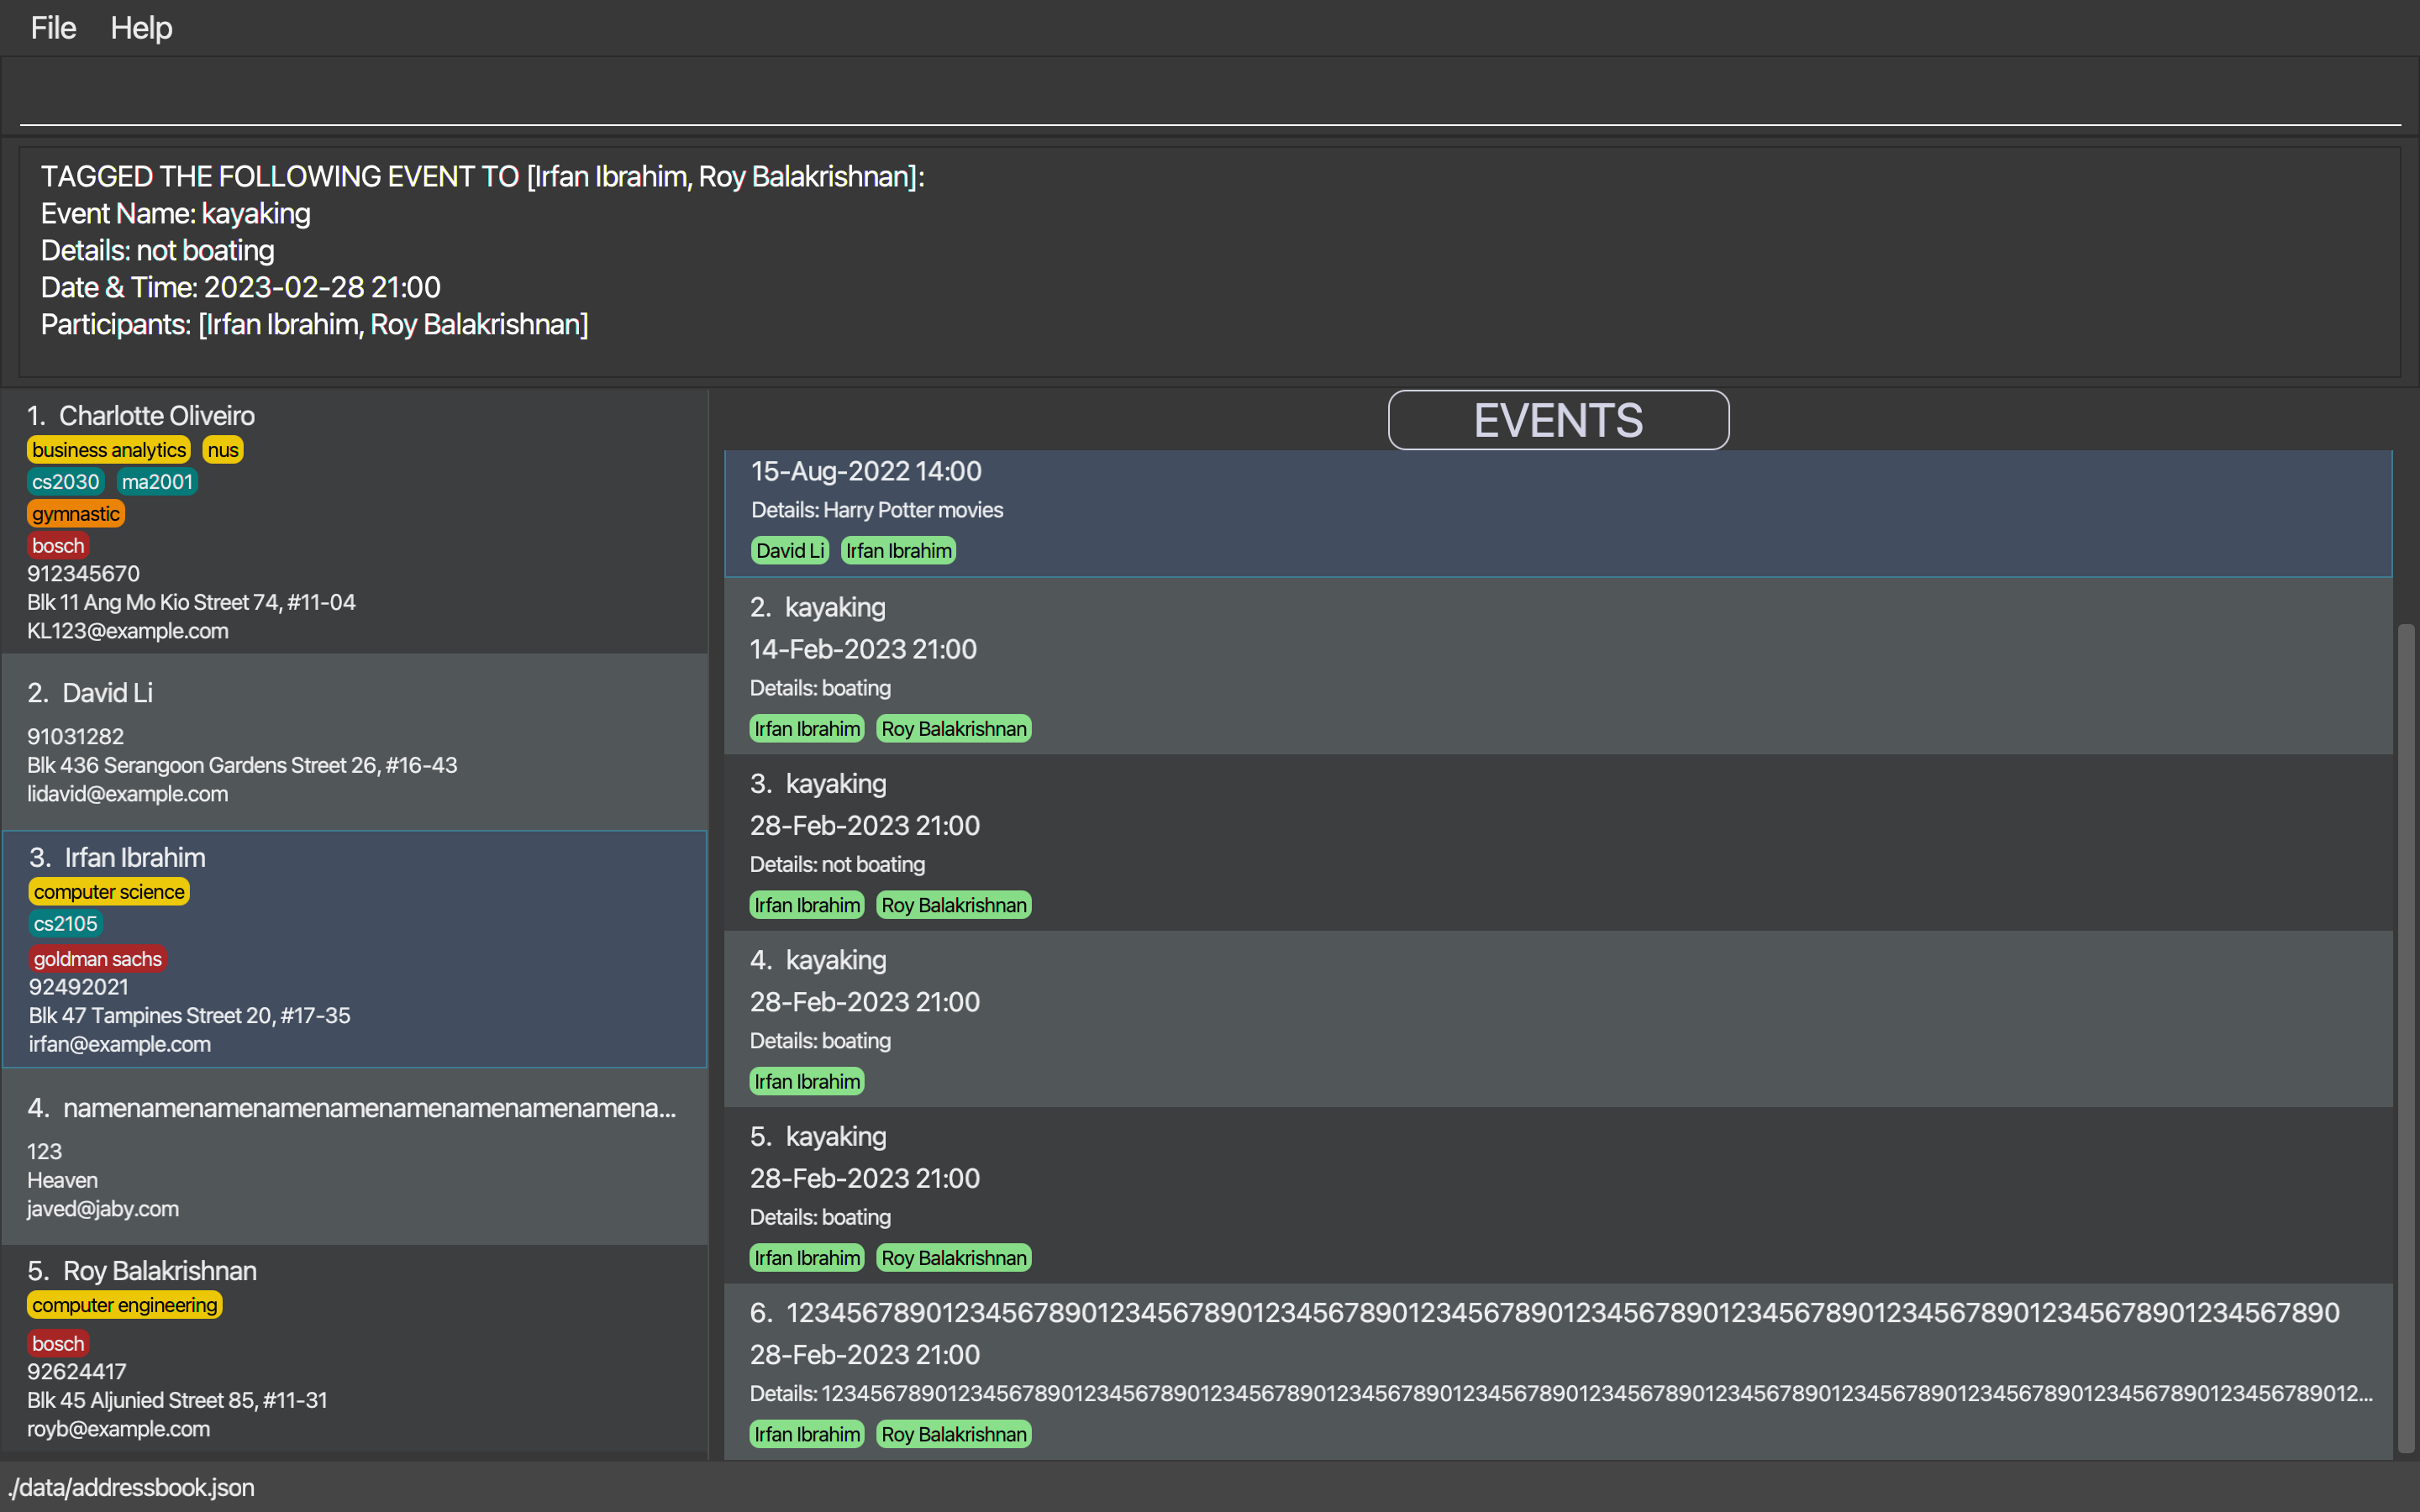 File Help
TAGGED THE FOLLOWING EVENT TO [Irfan Ibrahim, Roy Balakrishnan]:
Event Name: kayaking
Details: not boating
Date & Time: 2023-02-28 21:00
Participants: [Irfan Ibrahim, Roy Balakrishnan]
1. Charlotte Oliveiro
business analytics nus
cs2030 ma2001
gymnastic
bosch
912345670
Blk 11 Ang Mo Kio Street 74, #11-04
KL123@example.com
2. David Li
91031282
Blk 436 Serangoon Gardens Street 26, #16-43
lidavid@example.com
3. Irfan Ibrahim
computer science
cs2105
goldman sachs
92492021
Blk 47 Tampines Street 20, #17-35
irfan@example.com
4. namenamenamenamenamenamenamenamenamena...
123
Heaven
javed@jaby.com
5. Roy Balakrishnan
computer engineering
bosch
92624417
Blk 45 Aljunied Street 85, #11-31
royb@example.com
EVENTS
15-Aug-2022 14:00
Details: Harry Potter movies
David Li Irfan Ibrahim
2. kayaking
14-Feb-2023 21:00
Details: boating
Irfan Ibrahim Roy Balakrishnan
3. kayaking
28-Feb-2023 21:00
Details: not boating
Irfan Ibrahim Roy Balakrishnan
4. kayaking
28-Feb-2023 21:00
Details: boating
Irfan Ibrahim
5. kayaking
28-Feb-2023 21:00
Details: boating
Irfan Ibrahim Roy Balakrishnan
6. 1234567890123456789012345678901234567890123456789012345678901234567890123456789012345678901234567890
28-Feb-2023 21:00
Details: 123456789012345678901234567890123456789012345678901234567890123456789012345678901234567890123456789012345678901234567890123456789012...
Irfan Ibrahim Roy Balakrishnan
./data/addressbook.json